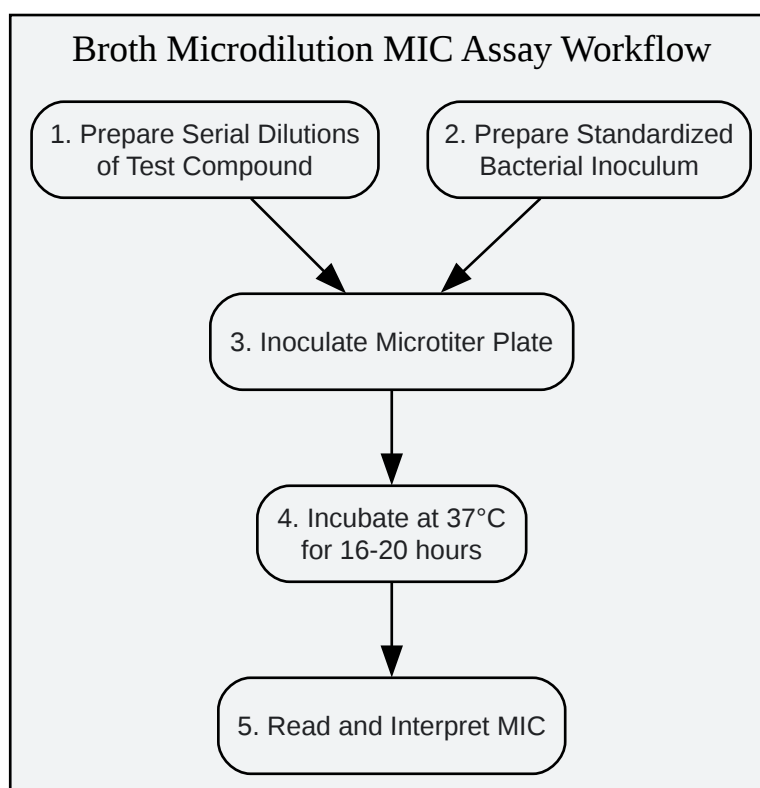 Broth Microdilution MIC Assay Workflow
1. Prepare Serial Dilutions
of Test Compound
2. Prepare Standardized
Bacterial Inoculum
3. Inoculate Microtiter Plate
4. Incubate at 37°C
for 16-20 hours
5. Read and Interpret MIC